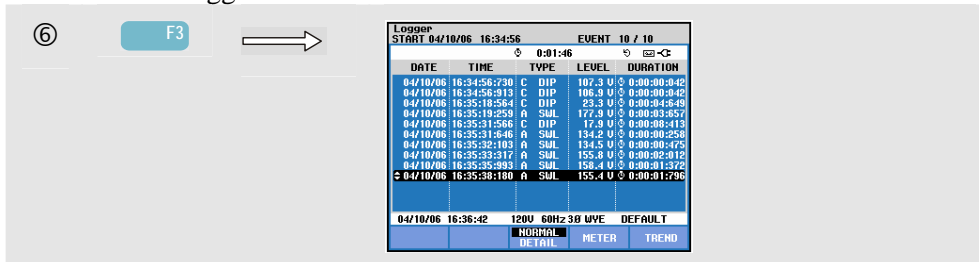 ⑥ F3
Logger
START 04/10/06 16:34:56 EVENT 10 / 10
0:01:46
DATE TIME TYPE LEVEL DURATION
04/10/06 16:34:56:730 C DIP 107.3 V 0:00:00:042
04/10/06 16:34:56:913 C DIP 106.9 V 0:00:00:042
04/10/06 16:35:18:564 C DIP 23.3 V 0:00:04:649
04/10/06 16:35:19:259 A SWL 177.9 V 0:00:03:657
04/10/06 16:35:31:566 C DIP 17.9 V 0:00:08:413
04/10/06 16:35:31:646 A SWL 134.2 V 0:00:00:258
04/10/06 16:35:32:103 A SWL 134.5 V 0:00:00:475
04/10/06 16:35:33:317 A SWL 155.8 V 0:00:02:012
04/10/06 16:35:35:993 A SWL 158.4 V 0:00:01:372
04/10/06 16:35:38:180 A SWL 155.4 V 0:00:01:796
04/10/06 16:36:42 120V 60Hz 3Ø WYE DEFAULT
NORMAL
DETAIL METER TREND